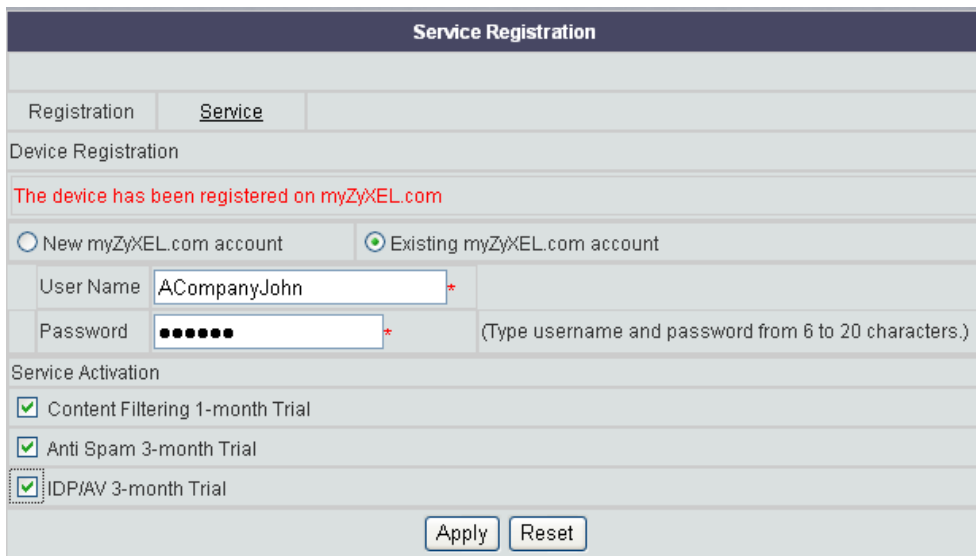 Service Registration
Registration Service
Device Registration
The device has been registered on myZyXEL.com
New myZyXEL.com account Existing myZyXEL.com account
User Name ACompanyJohn *
Password •••••• * (Type username and password from 6 to 20 characters.)
Service Activation
Content Filtering 1-month Trial
Anti Spam 3-month Trial
IDP/AV 3-month Trial
Apply Reset